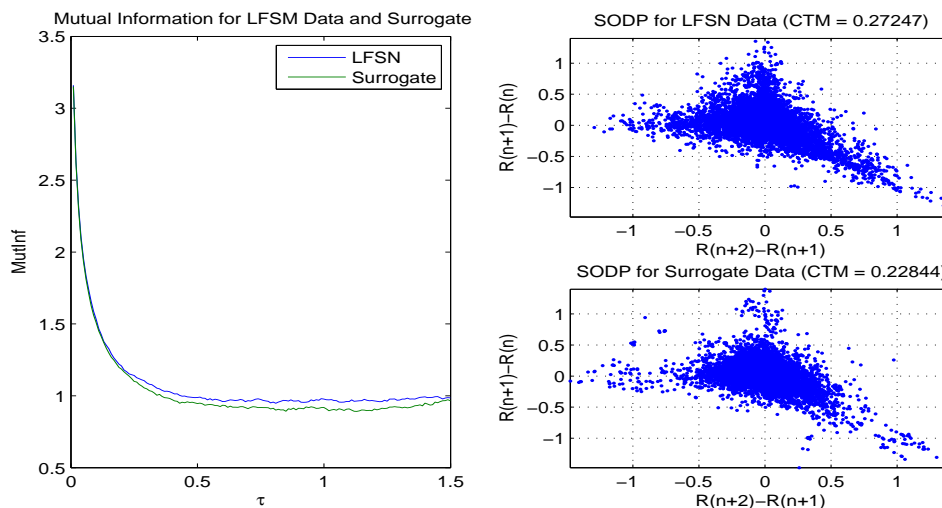 Mutual Information for LFSM Data and Surrogate
3.5
3
2.5
2
1.5
1
0.5
MutInf
0
0.5
1
1.5
τ
LFSN
Surrogate
SODP for LFSN Data (CTM = 0.27247)
1
0.5
0
−0.5
−1
R(n+1)−R(n)
−1
−0.5
0
0.5
1
R(n+2)−R(n+1)
SODP for Surrogate Data (CTM = 0.22844)
1
0.5
0
−0.5
−1
R(n+1)−R(n)
−1
−0.5
0
0.5
1
R(n+2)−R(n+1)